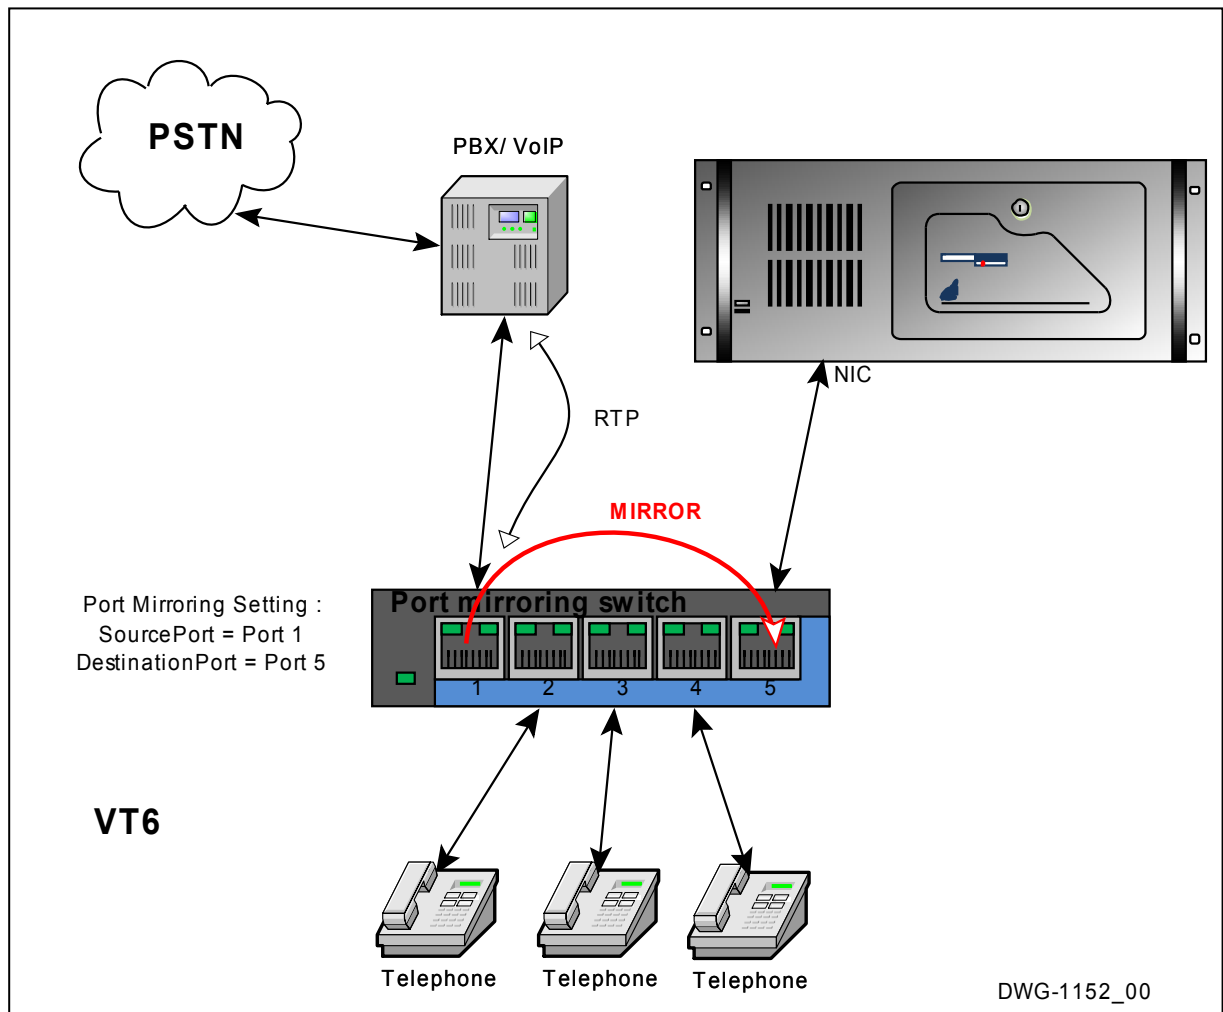 PSTN
PBX/ VoIP
NIC
RTP
MIRROR
Port mirroring switch
Port Mirroring Setting :
SourcePort = Port 1
DestinationPort = Port 5
1 2 3 4 5
VT6
Telephone Telephone Telephone
DWG-1152_00